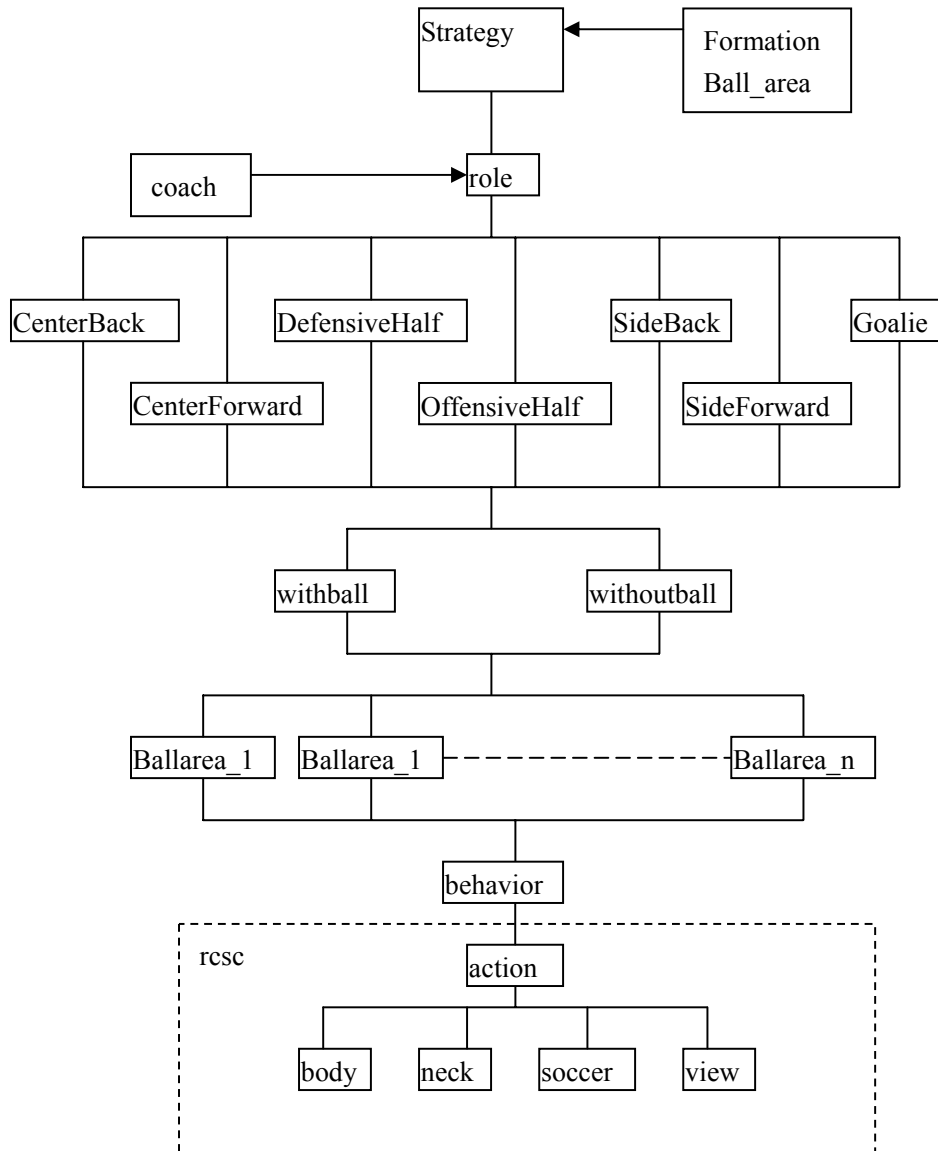 Strategy
Formation
Ball_area
coach
role
CenterBack
DefensiveHalf
SideBack
Goalie
CenterForward
OffensiveHalf
SideForward
withball
withoutball
Ballarea_1
Ballarea_1
Ballarea_n
behavior
rcsc
action
body
neck
soccer
view